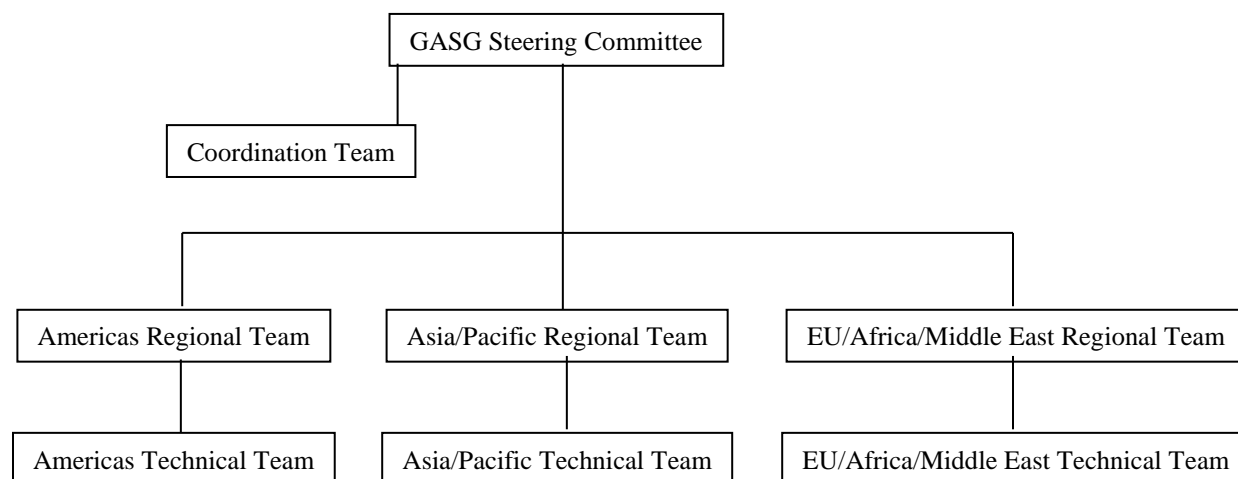 GASG Steering Committee
Coordination Team
Americas Regional Team
Asia/Pacific Regional Team
EU/Africa/Middle East Regional Team
Americas Technical Team
Asia/Pacific Technical Team
EU/Africa/Middle East Technical Team